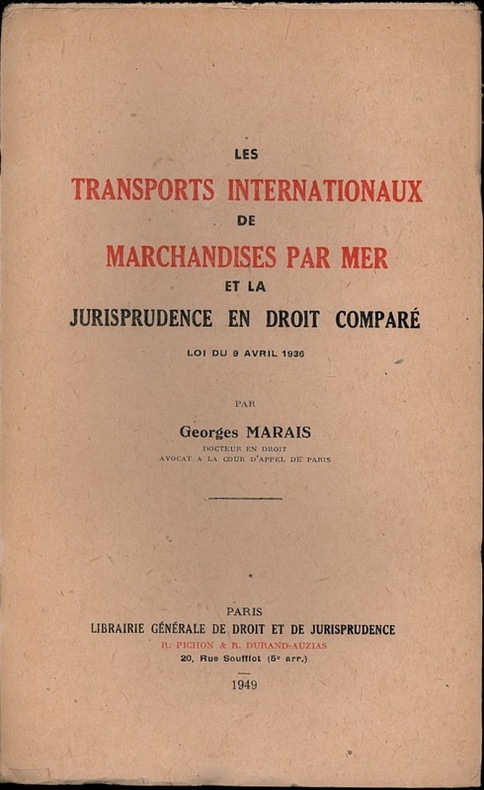 LES
TRANSPORTS INTERNATIONAUX
DE
MARCHANDISES PAR MER
ET LA
JURISPRUDENCE EN DROIT COMPARÉ
LOI DU 9 AVRIL 1936
PAR
Georges MARAIS
DOCTEUR EN DROIT
AVOCAT A LA COUR D'APPEL DE PARIS
PARIS
LIBRAIRIE GÉNÉRALE DE DROIT ET DE JURISPRUDENCE
R. PICHON & R. DURAND-AUZIAS
20, Rue Soufflot (5e arr.)
1949